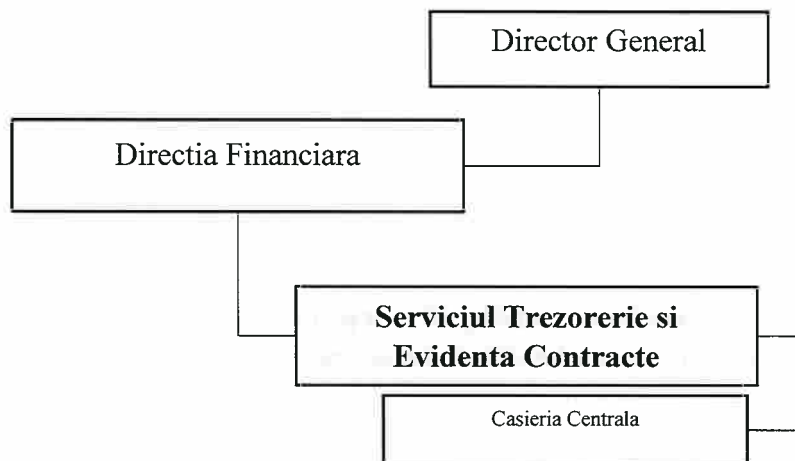 Director General
Directia Financiara
Serviciul Trezorerie si
Evidenta Contracte
Casieria Centrala